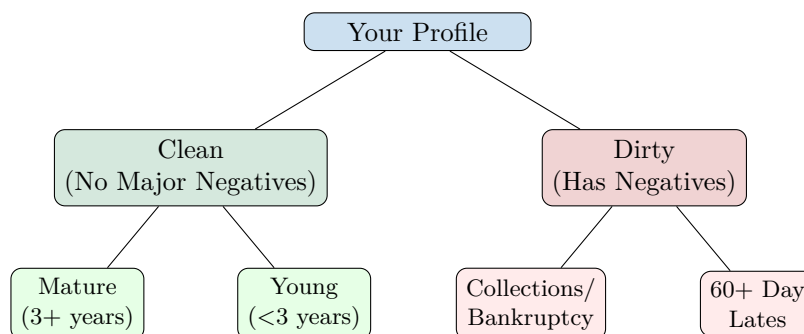 Your Profile
Clean
(No Major Negatives)
Dirty
(Has Negatives)
Mature
(3+ years)
Young
(<3 years)
Collections/
Bankruptcy
60+ Day
Lates